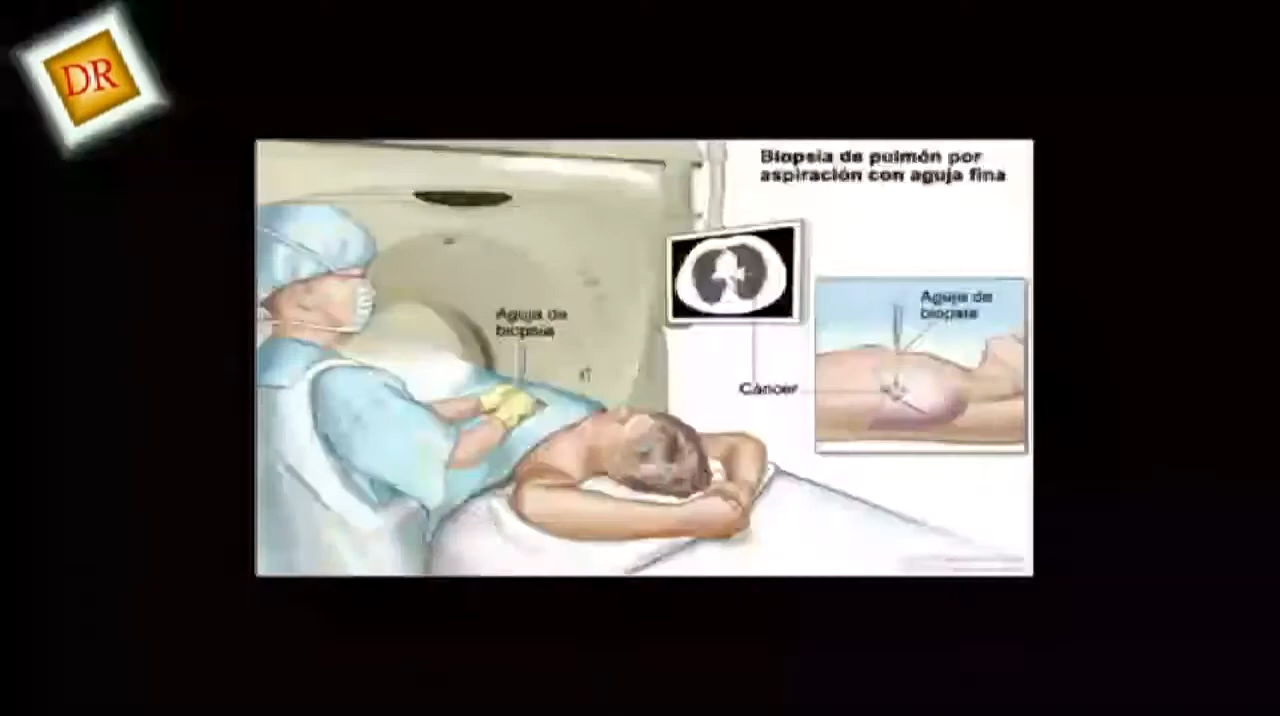 DR
Biopsia de pulmón por
aspiración con aguja fina
Aguja de
biopsia
Aguja de
biopsia
Cáncer